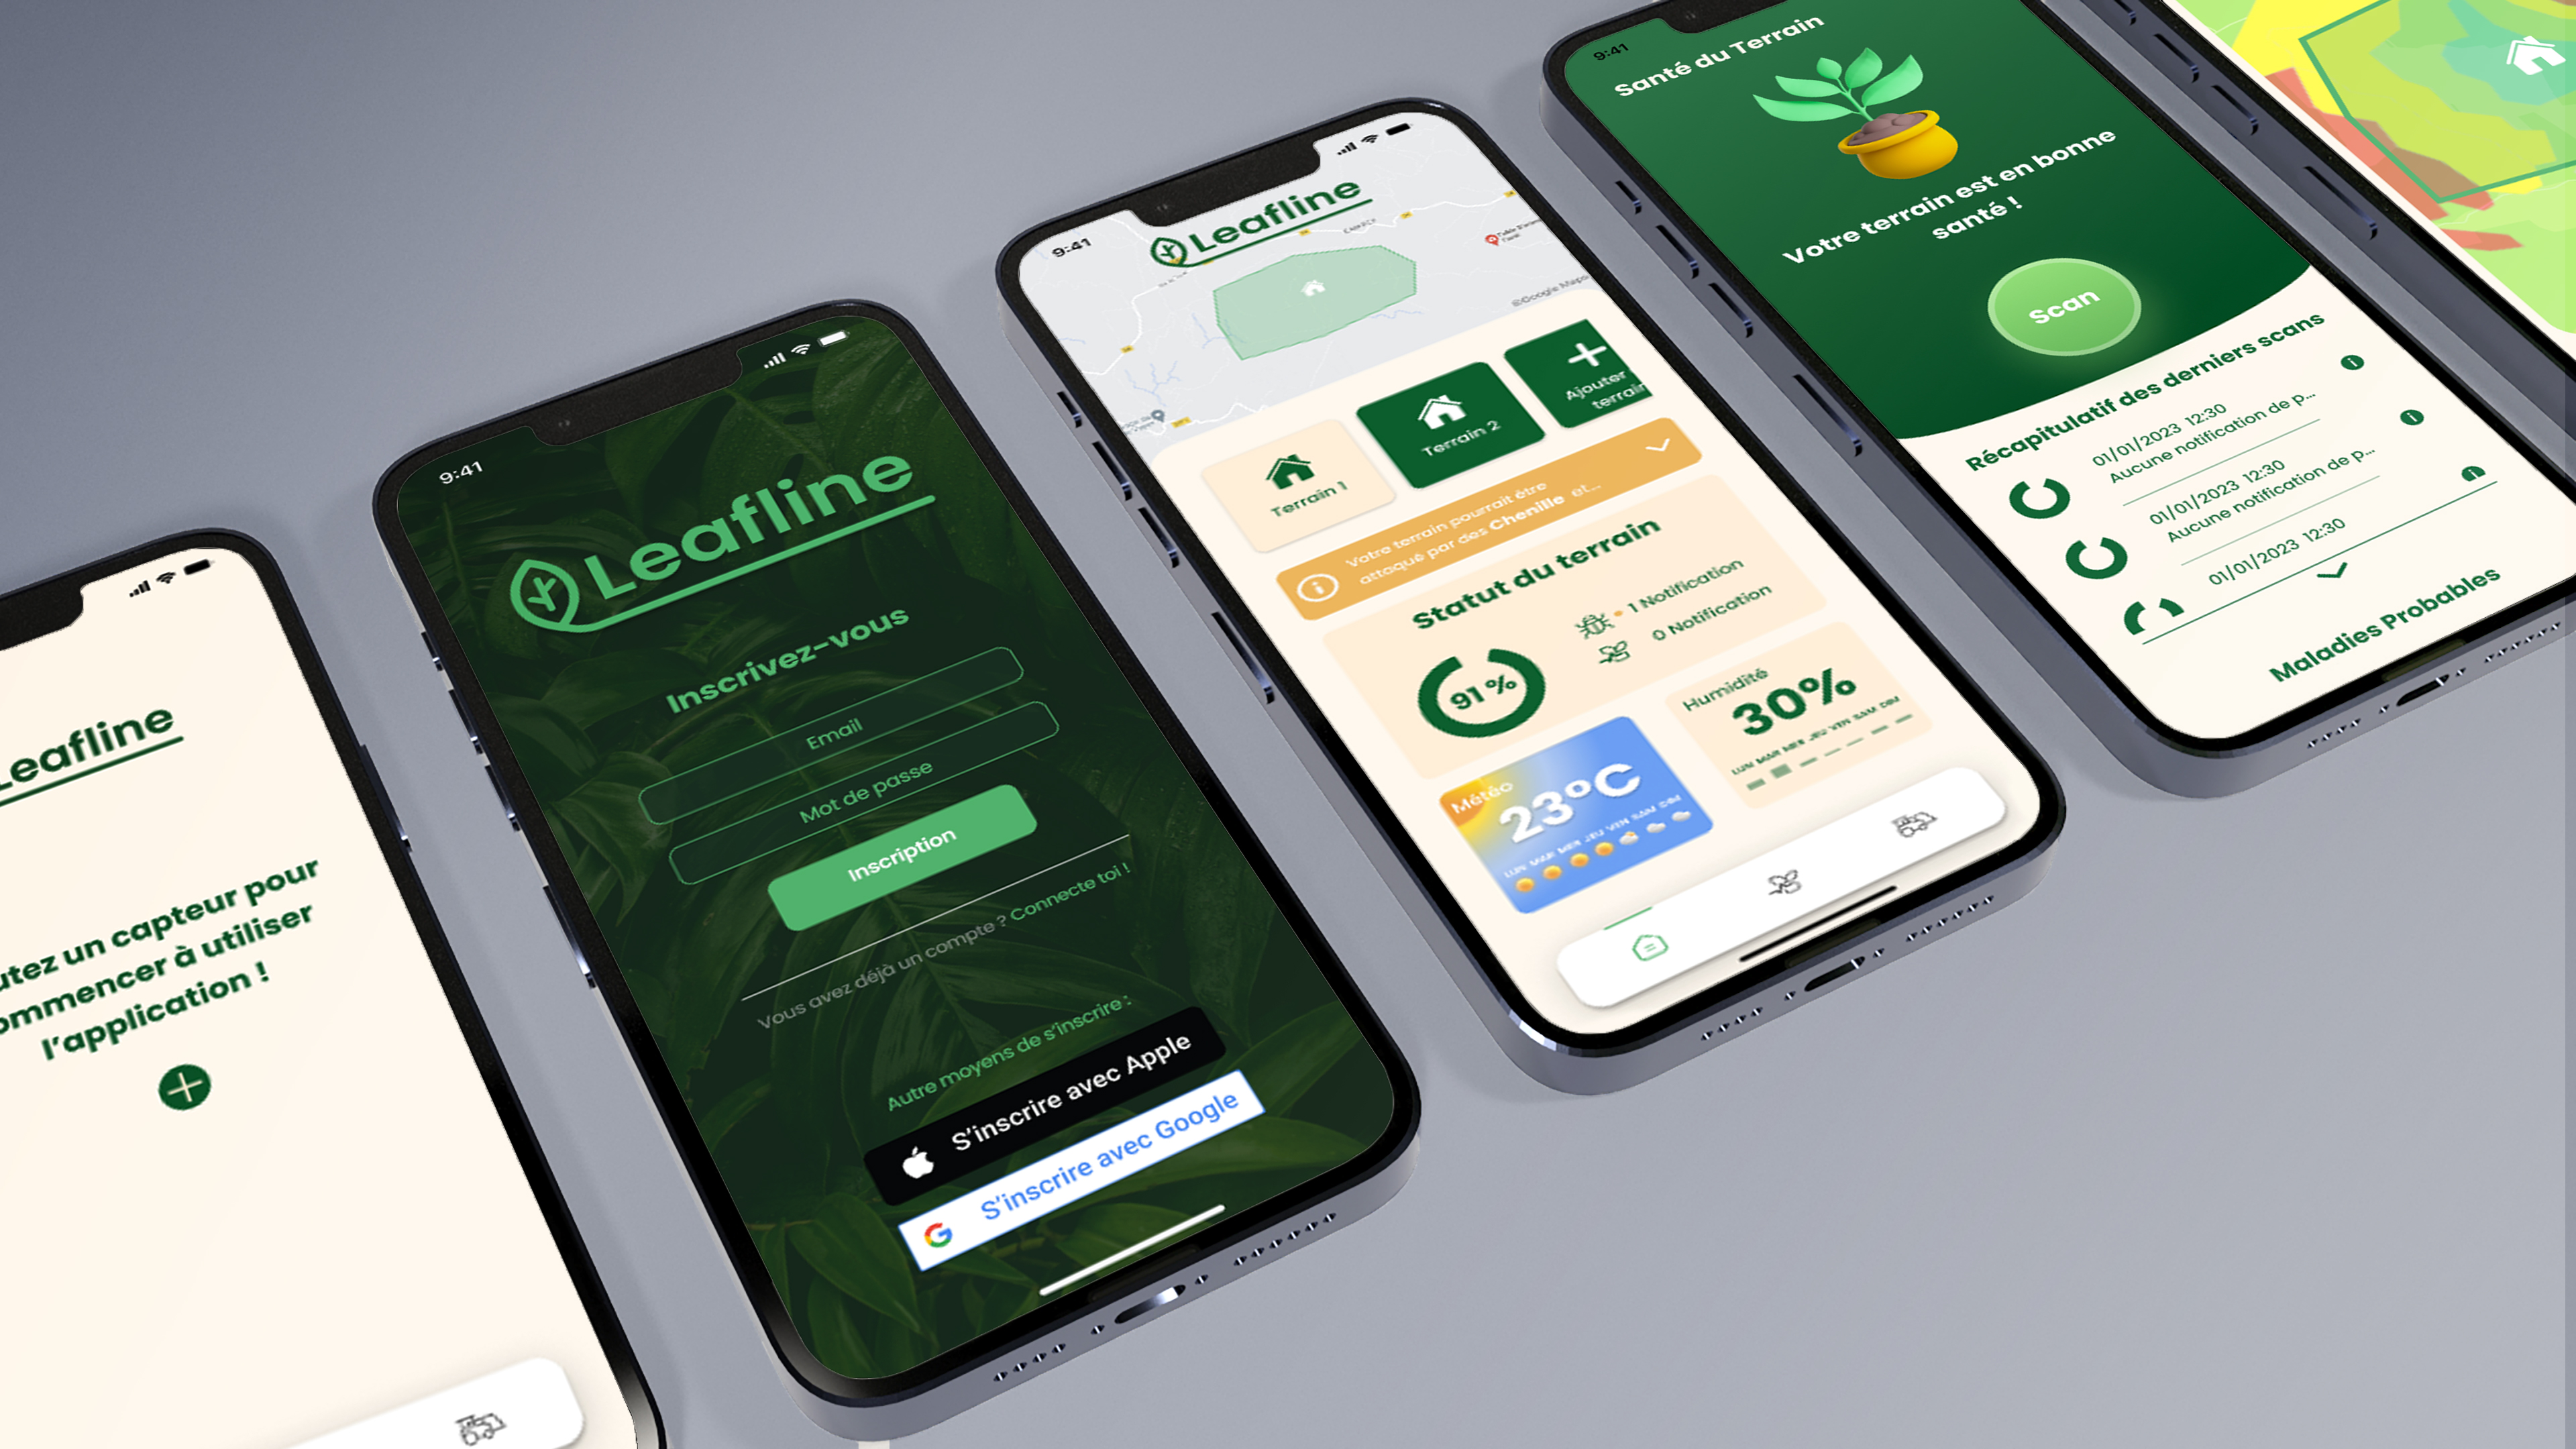 Leafline
un capteur pour
à utiliser
l'application !
9:41
Leafline
Inscrivez-vous
Email
Mot de passe
Inscription
Vous avez déjà un compte ? Connecte toi !
Autre moyens de s'inscrire :
S'inscrire avec Apple
S'inscrire avec Google
9:41
Leafline
©Google Maps
Terrain 1
Terrain 2
Ajouter
terrain
Votre terrain pourrait être
attaqué par des Chenille et...
Statut du terrain
91 %
1 Notification
0 Notification
Météo
23°C
LUN MAR MER JEU VEN SAM DIM
Humidité
30%
LUN MAR MER JEU VEN SAM DIM
9:41
Santé du Terrain
Votre terrain est en bonne
santé !
Scan
Récapitulatif des derniers scans
01/01/2023 12:30
Aucune notification de p...
01/01/2023 12:30
Aucune notification de p...
01/01/2023 12:30
Maladies Probables